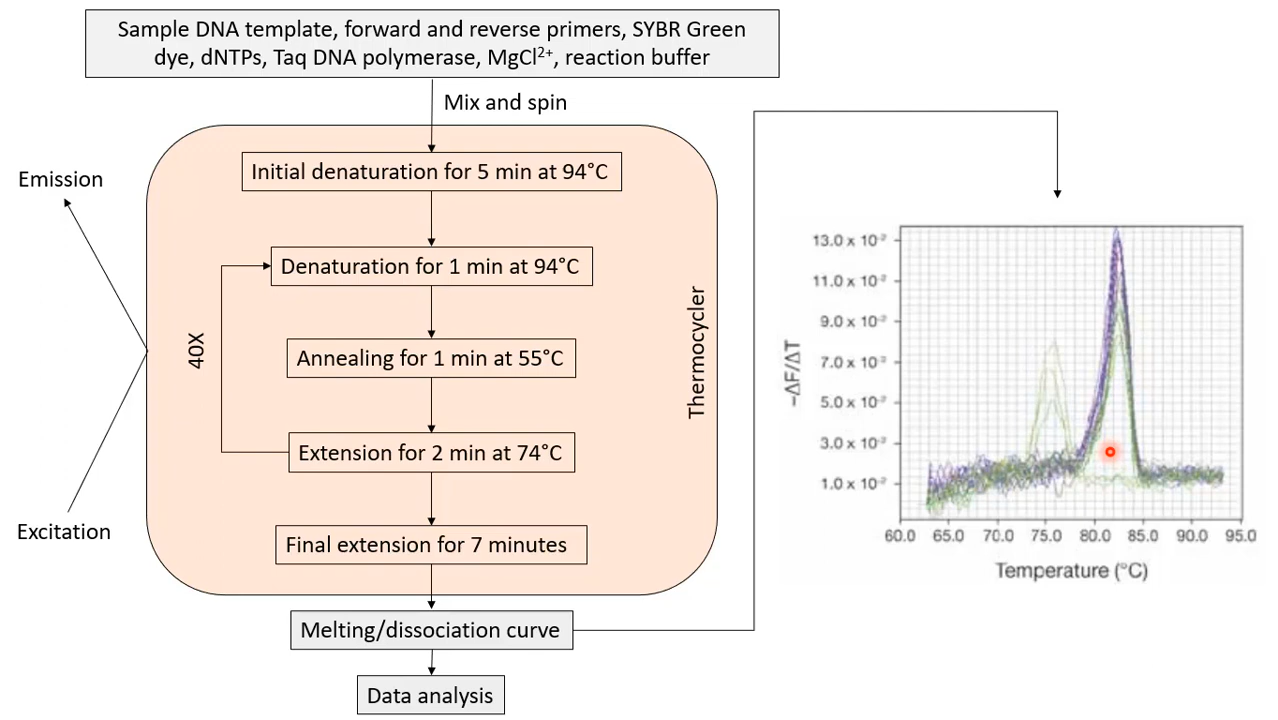 Sample DNA template, forward and reverse primers, SYBR Green
dye, dNTPs, Taq DNA polymerase, MgCl²⁺, reaction buffer
Mix and spin
Initial denaturation for 5 min at 94°C
Denaturation for 1 min at 94°C
Annealing for 1 min at 55°C
Extension for 2 min at 74°C
Final extension for 7 minutes
40X
Thermocycler
Emission
Excitation
Melting/dissociation curve
Data analysis
−ΔF/ΔT
13.0 x 10⁻²
11.0 x 10⁻²
9.0 x 10⁻²
7.0 x 10⁻²
5.0 x 10⁻²
3.0 x 10⁻²
1.0 x 10⁻²
60.0 65.0 70.0 75.0 80.0 85.0 90.0 95.0
Temperature (°C)